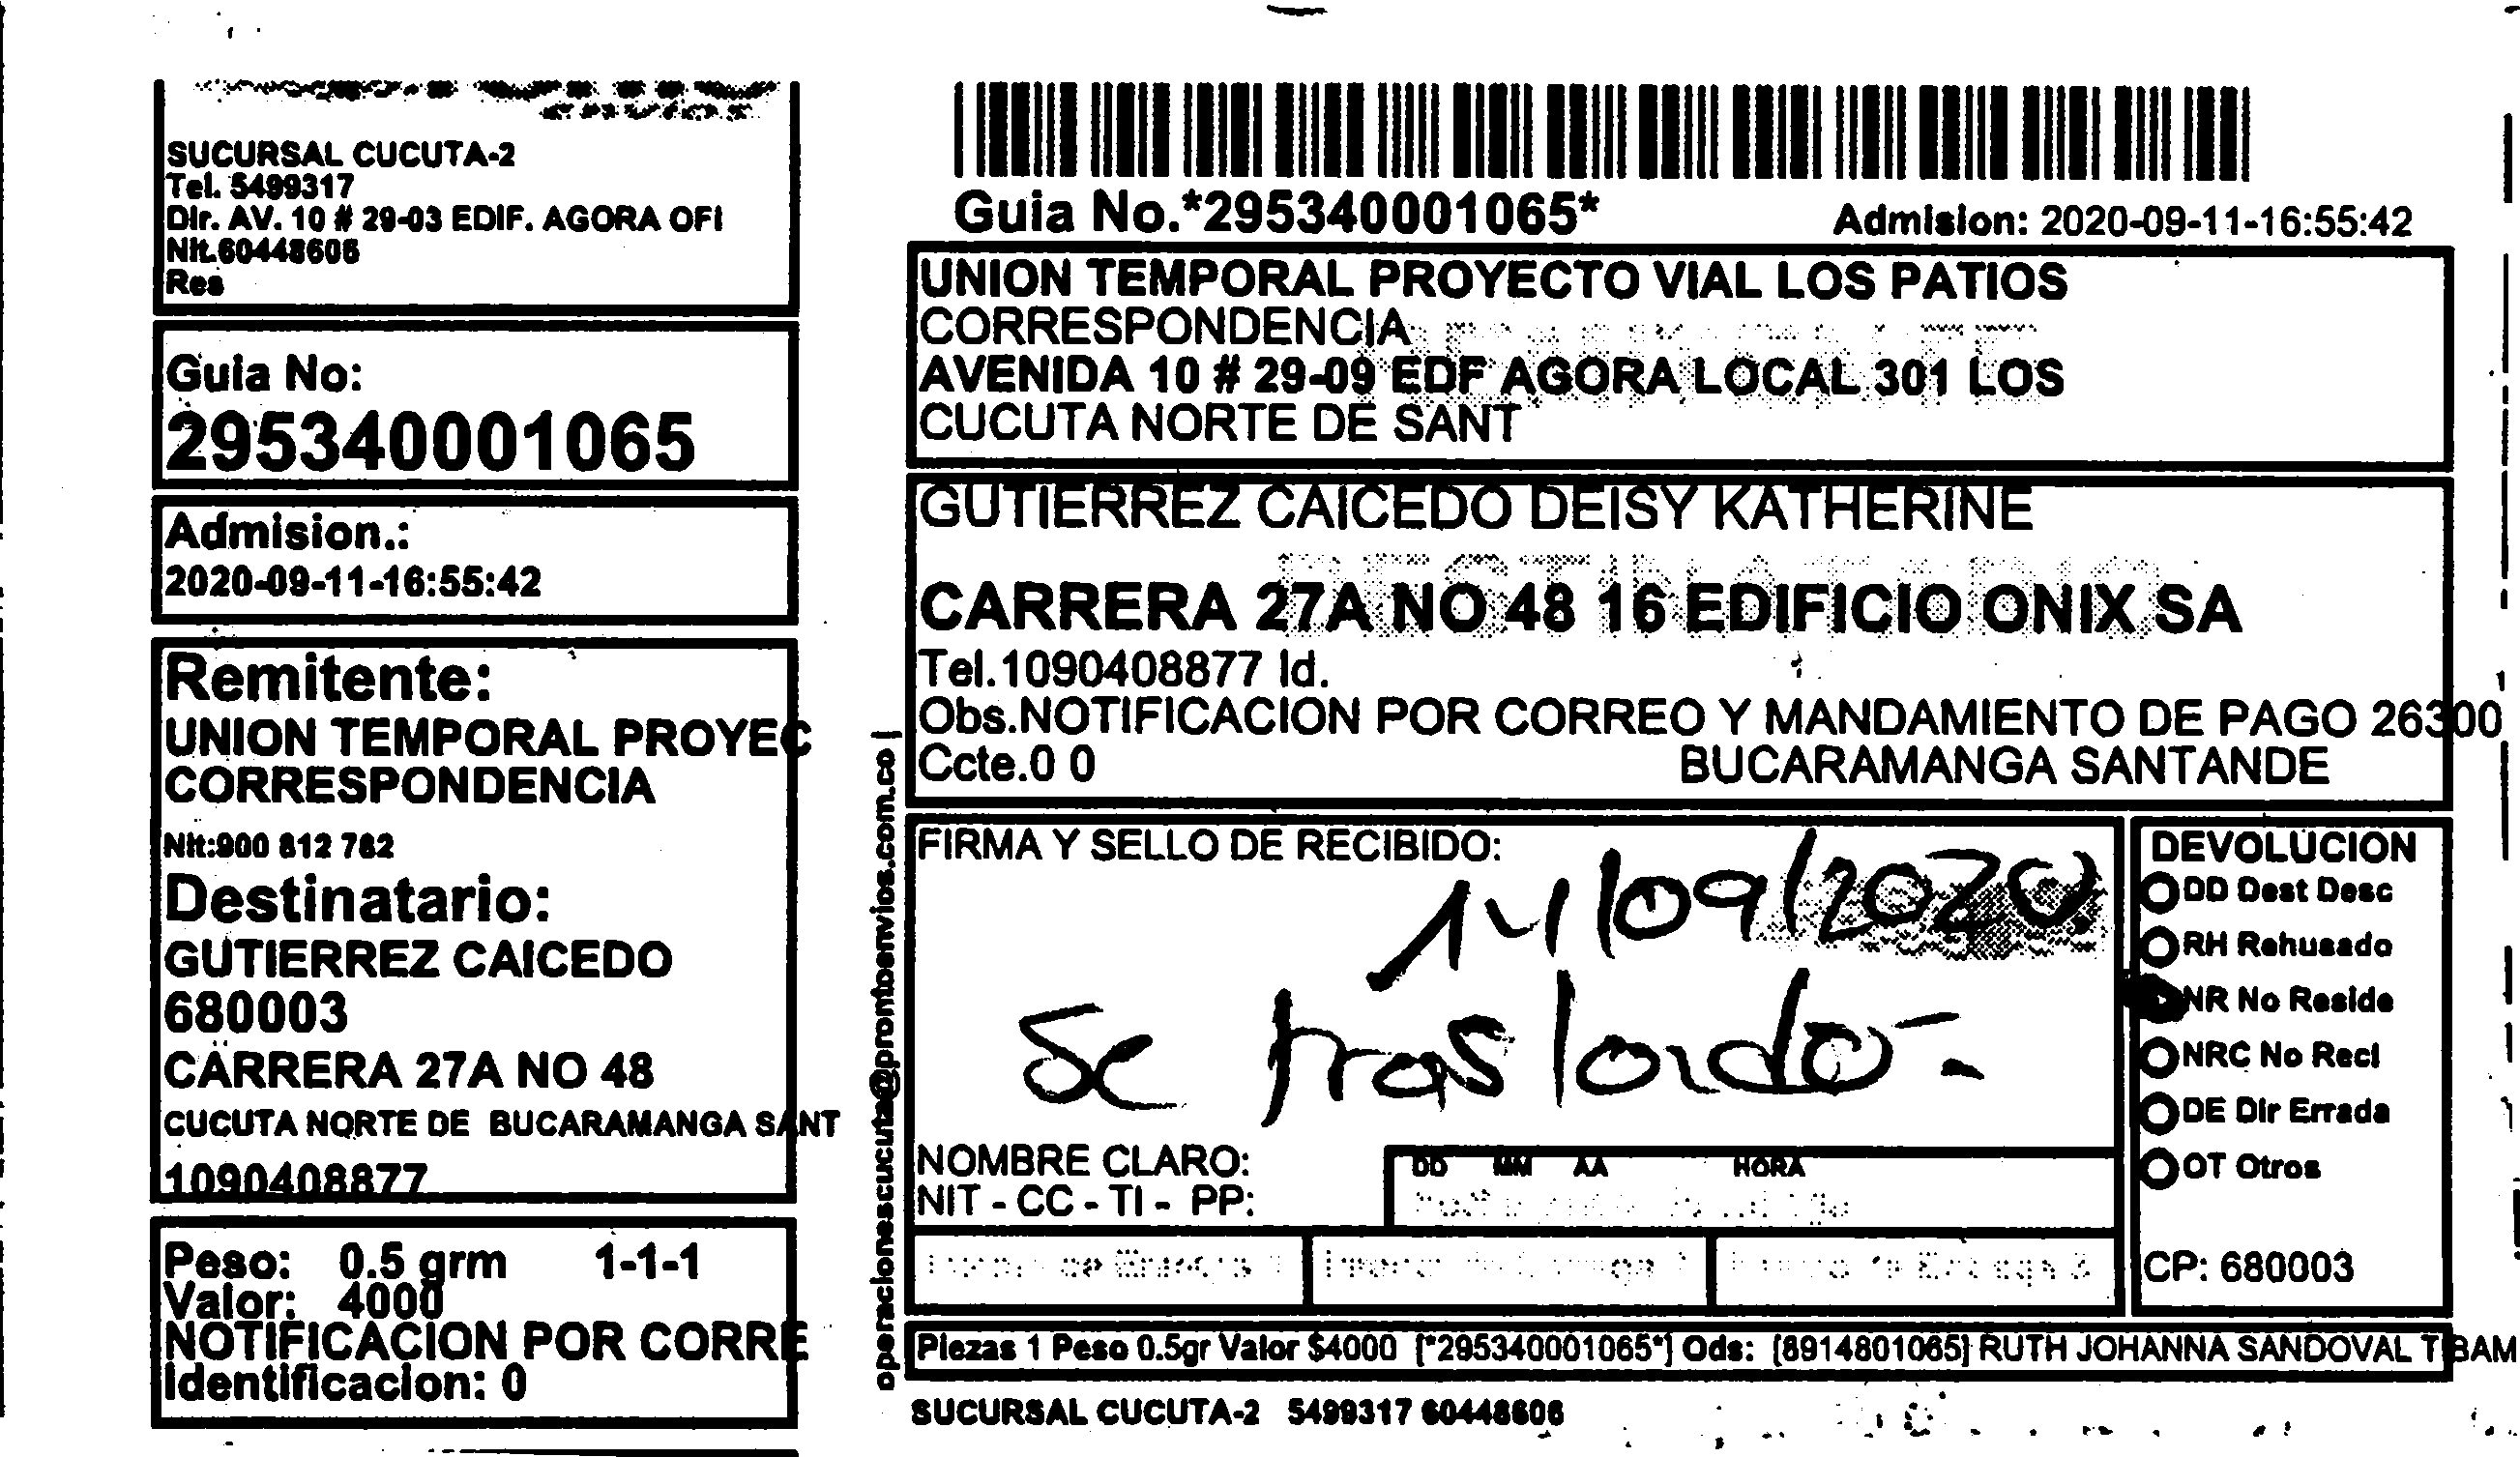 SUCURSAL CUCUTA-2
Tel. 5499317
Dir. AV. 10 # 29-03 EDIF. AGORA OFI
Nit.60448606
Res
Guia No:
295340001065
Admision.:
2020-09-11-16:55:42
Remitente:
UNION TEMPORAL PROYEC
CORRESPONDENCIA
Nit:900 812 782
Destinatario:
GUTIERREZ CAICEDO
680003
CARRERA 27A NO 48
CUCUTA NORTE DE BUCARAMANGA SANT
1090408877
Peso: 0.5 grm 1-1-1
Valor: 4000
NOTIFICACION POR CORRE
Identificacion: 0
operacionescucuta@prontoenvios.com.co |
Guia No.*295340001065*
Admision: 2020-09-11-16:55:42
UNION TEMPORAL PROYECTO VIAL LOS PATIOS
CORRESPONDENCIA
AVENIDA 10 # 29-09 EDF AGORA LOCAL 301 LOS
CUCUTA NORTE DE SANT
GUTIERREZ CAICEDO DEISY KATHERINE
DESTINATARIO
CARRERA 27A NO 48 16 EDIFICIO ONIX SA
Tel.1090408877 Id.
Obs.NOTIFICACION POR CORREO Y MANDAMIENTO DE PAGO 26300
Ccte.0 0 BUCARAMANGA SANTANDE
FIRMA Y SELLO DE RECIBIDO:
14/09/2020
Se traslado -
NOMBRE CLARO:
NIT - CC - TI - PP:
DD MM AA HORA
DEVOLUCION
DD Dest Desc
RH Rehusado
NR No Reside
NRC No Recl
DE Dir Errada
OT Otros
CP: 680003
Piezas 1 Peso 0.5gr Valor $4000 [*295340001065*] Ods: [8914801065] RUTH JOHANNA SANDOVAL TIBAM
SUCURSAL CUCUTA-2 5499317 60448606